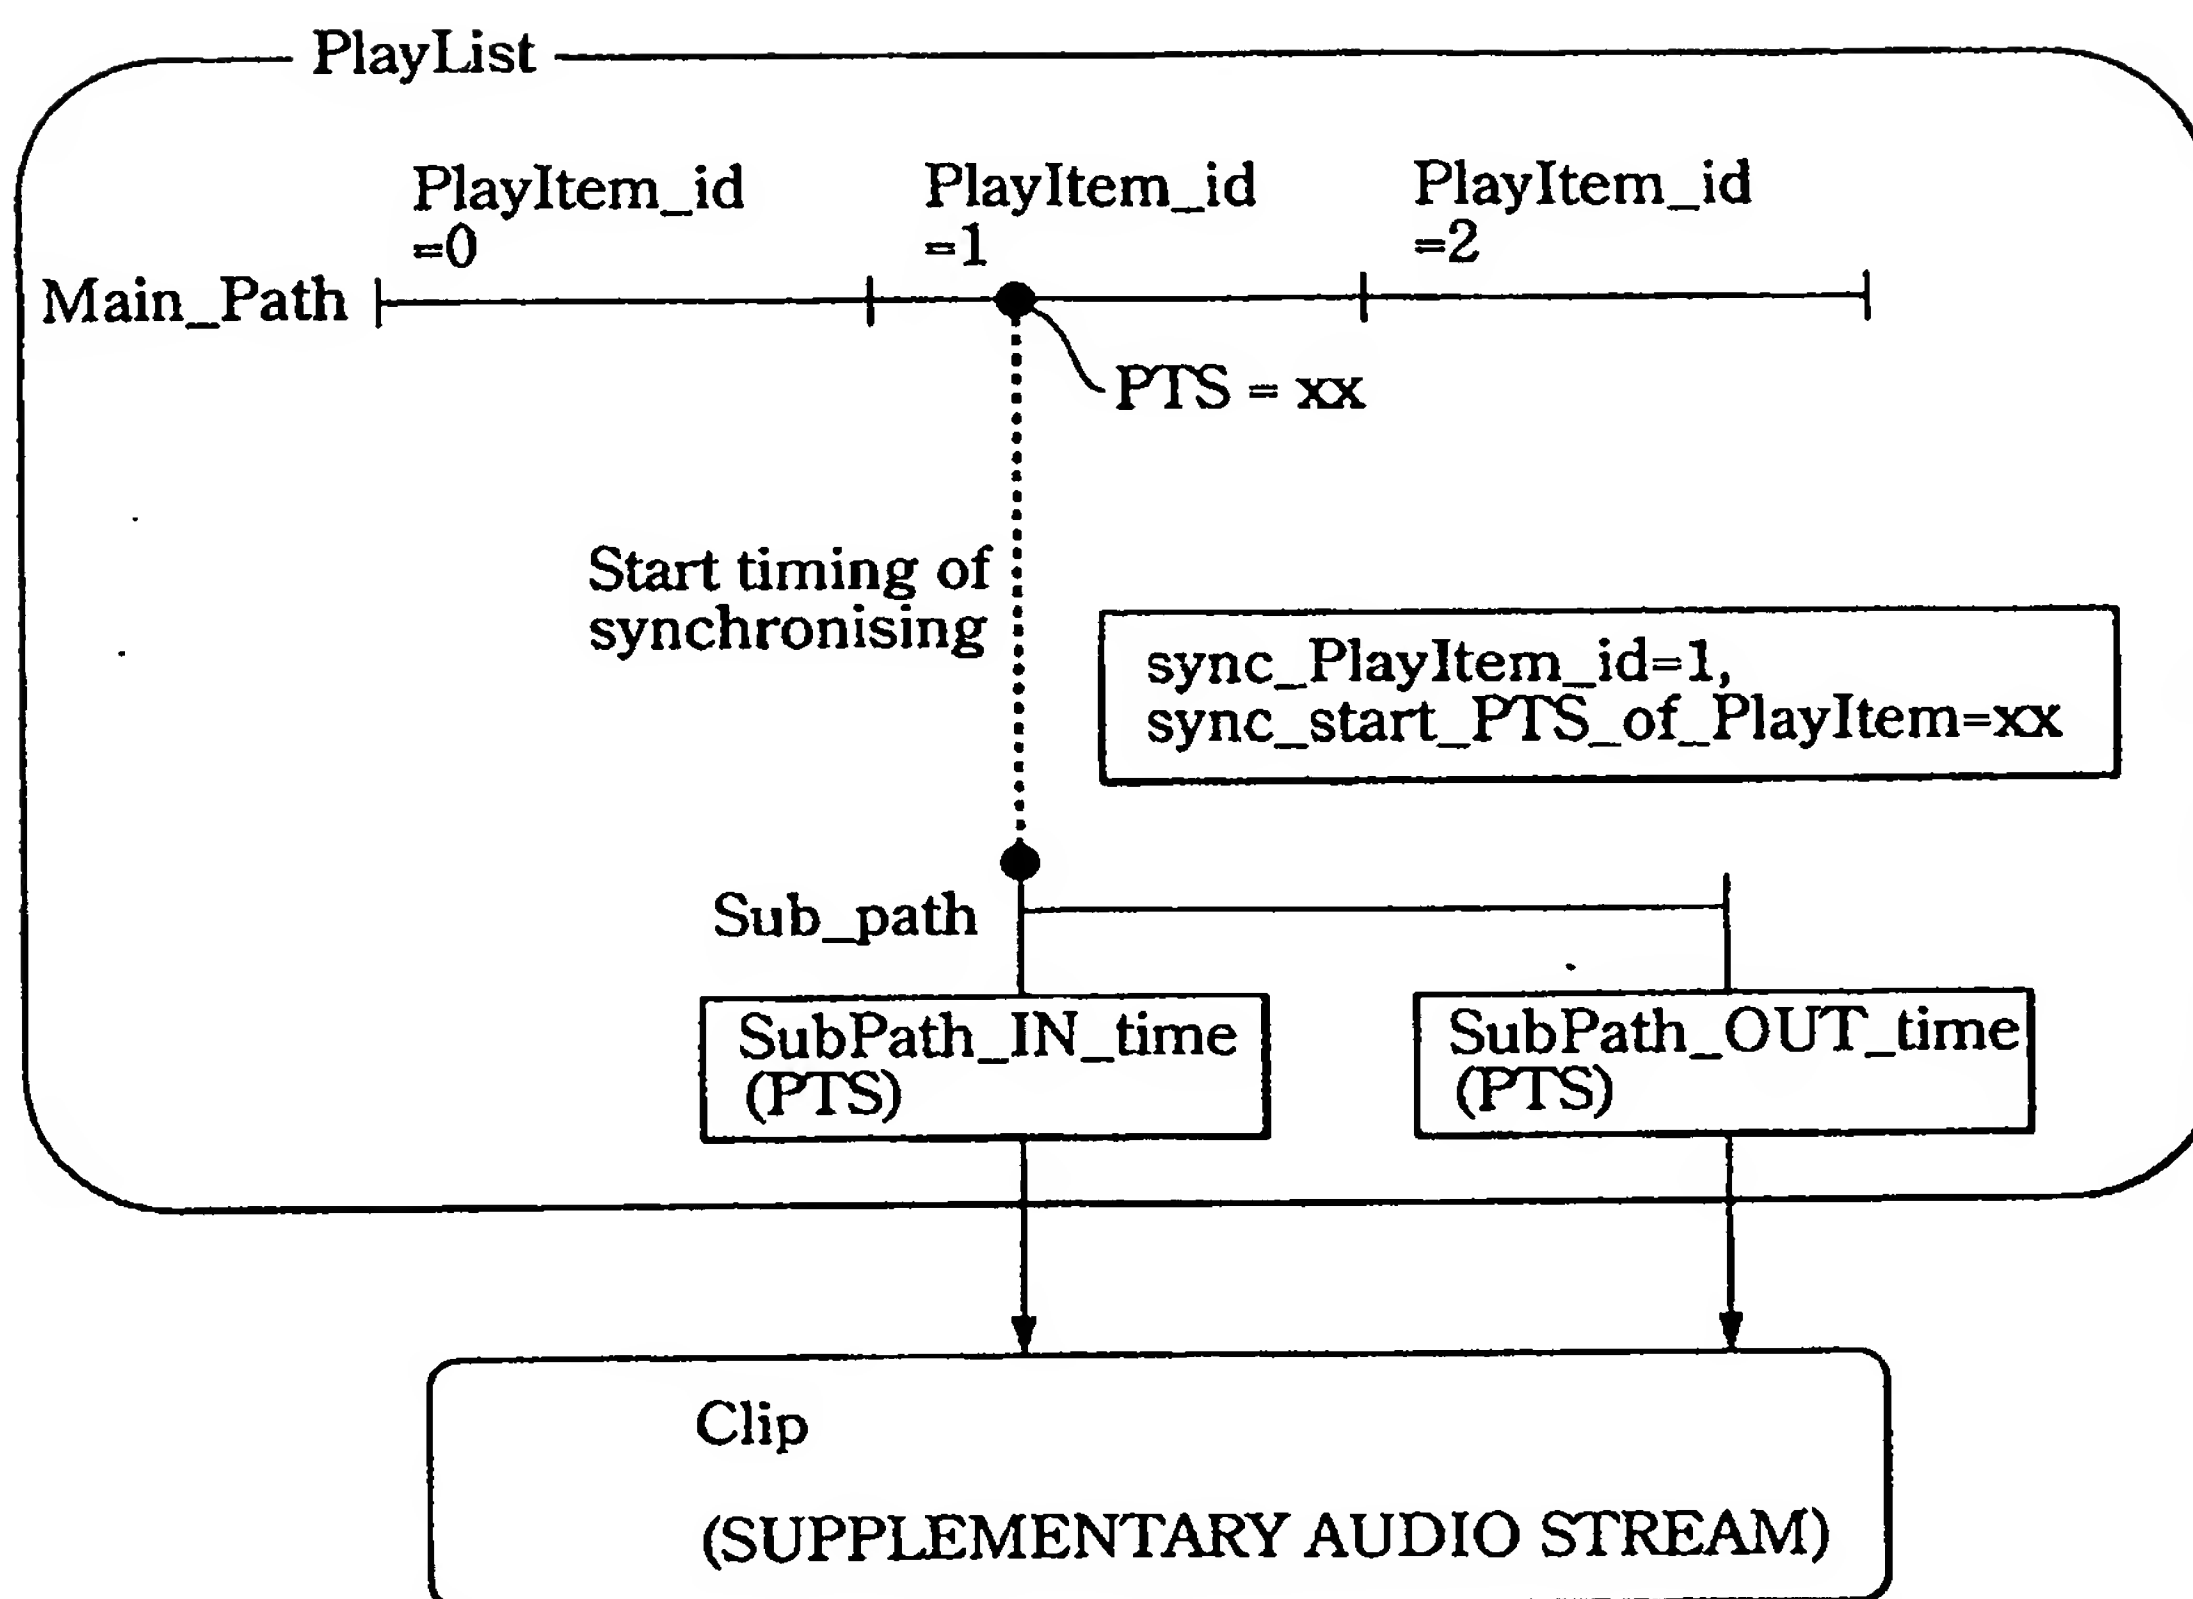 PlayList
PlayItem_id
=0
PlayItem_id
=1
PlayItem_id
=2
Main_Path
PTS = xx
Start timing of
synchronising
sync_PlayItem_id=1,
sync_start_PTS_of_PlayItem=xx
Sub_path
SubPath_IN_time
(PTS)
SubPath_OUT_time
(PTS)
Clip
(SUPPLEMENTARY AUDIO STREAM)